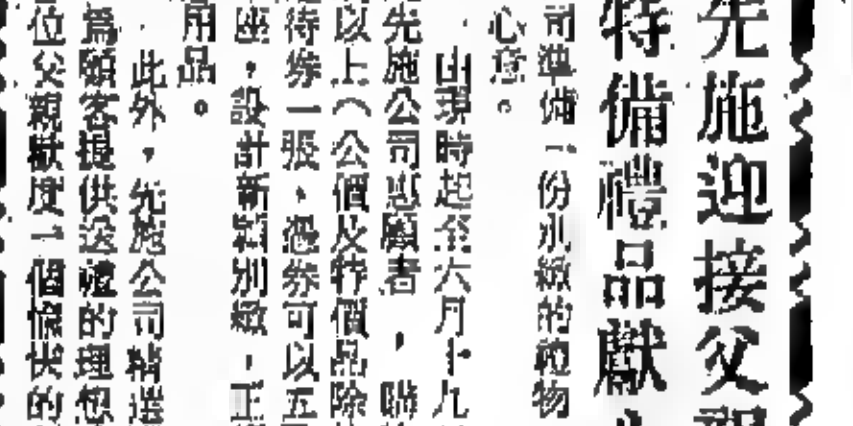 先施迎接父親
特備禮品獻
司準備一份小緻的禮物
心意。
由現時起至六月十九
先施公司惠顧者，購
以上（公價及特價品除
待券一張，憑券可以五
座，設計新穎別緻，正
用品。
此外，先施公司精選
為顧客提供送禮的理想
位父親歡度一個愉快的